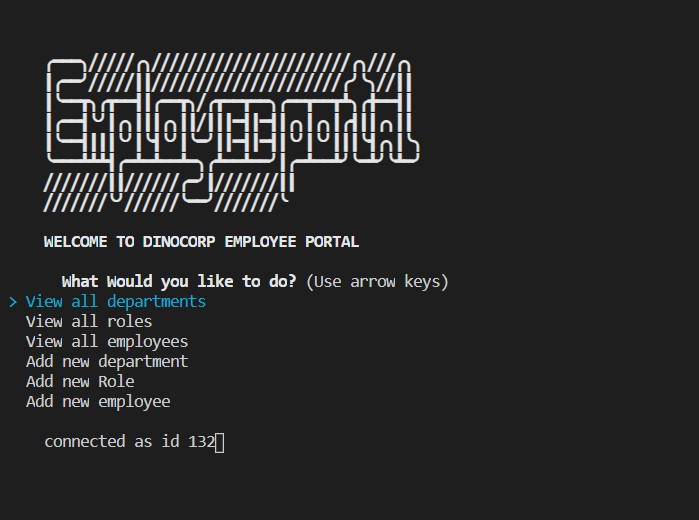 Employee Portal
WELCOME TO DINOCORP EMPLOYEE PORTAL
What Would you like to do? (Use arrow keys)
> View all departments
View all roles
View all employees
Add new department
Add new Role
Add new employee
connected as id 132